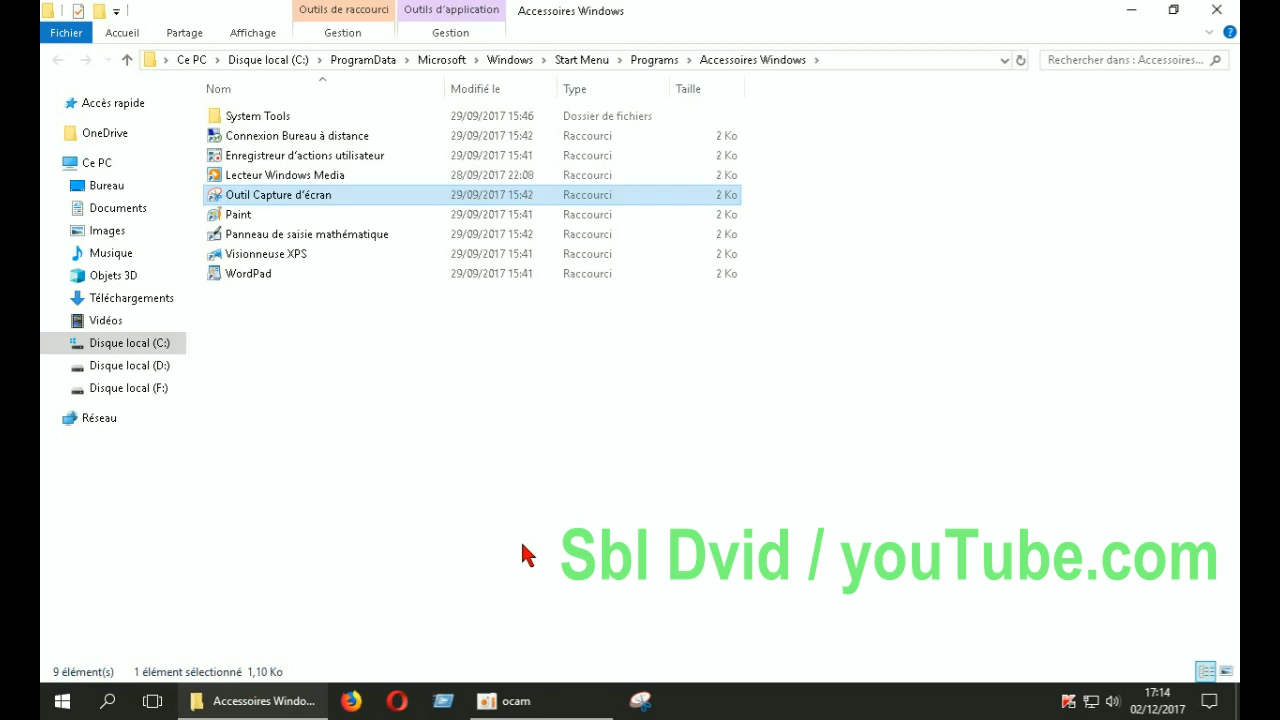 Outils de raccourci Outils d'application Accessoires Windows
Fichier Accueil Partage Affichage Gestion Gestion
Ce PC Disque local (C:) ProgramData Microsoft Windows Start Menu Programs Accessoires Windows Rechercher dans : Accessoires...
Nom Modifié le Type Taille
Accès rapide
OneDrive
Ce PC
Bureau
Documents
Images
Musique
Objets 3D
Téléchargements
Vidéos
Disque local (C:)
Disque local (D:)
Disque local (F:)
Réseau
System Tools 29/09/2017 15:46 Dossier de fichiers
Connexion Bureau à distance 29/09/2017 15:42 Raccourci 2 Ko
Enregistreur d'actions utilisateur 29/09/2017 15:41 Raccourci 2 Ko
Lecteur Windows Media 28/09/2017 22:08 Raccourci 2 Ko
Outil Capture d'écran 29/09/2017 15:42 Raccourci 2 Ko
Paint 29/09/2017 15:41 Raccourci 2 Ko
Panneau de saisie mathématique 29/09/2017 15:42 Raccourci 2 Ko
Visionneuse XPS 29/09/2017 15:41 Raccourci 2 Ko
WordPad 29/09/2017 15:41 Raccourci 2 Ko
Sbl Dvid / youTube.com
9 élément(s) 1 élément sélectionné 1,10 Ko
Accessoires Windo... ocam 17:14
02/12/2017